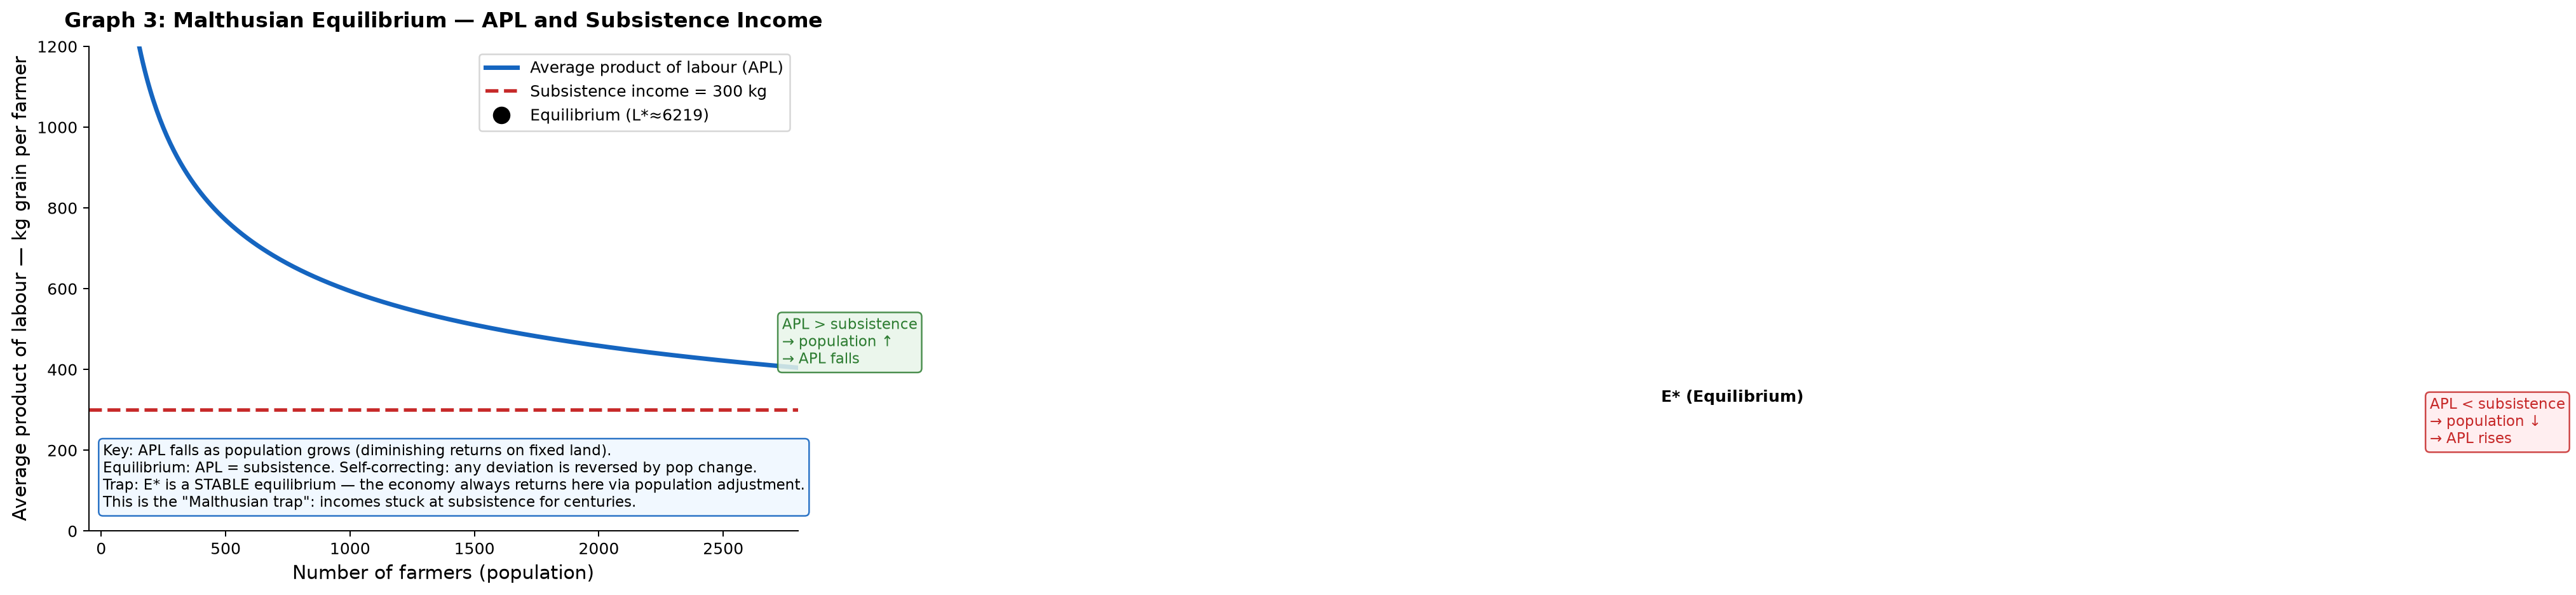 Graph 3: Malthusian Equilibrium — APL and Subsistence Income
Average product of labour — kg grain per farmer
1200
1000
800
600
400
200
0
Average product of labour (APL)
Subsistence income = 300 kg
Equilibrium (L*≈6219)
APL > subsistence
→ population ↑
→ APL falls
E* (Equilibrium)
APL < subsistence
→ population ↓
→ APL rises
Key: APL falls as population grows (diminishing returns on fixed land).
Equilibrium: APL = subsistence. Self-correcting: any deviation is reversed by pop change.
Trap: E* is a STABLE equilibrium — the economy always returns here via population adjustment.
This is the "Malthusian trap": incomes stuck at subsistence for centuries.
0 500 1000 1500 2000 2500
Number of farmers (population)